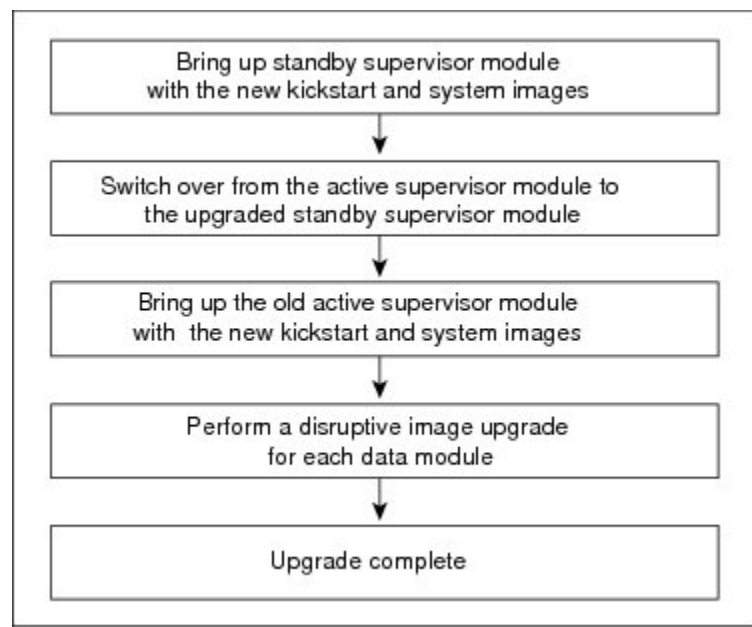 Bring up standby supervisor module
with the new kickstart and system images
Switch over from the active supervisor module to
the upgraded standby supervisor module
Bring up the old active supervisor module
with the new kickstart and system images
Perform a disruptive image upgrade
for each data module
Upgrade complete